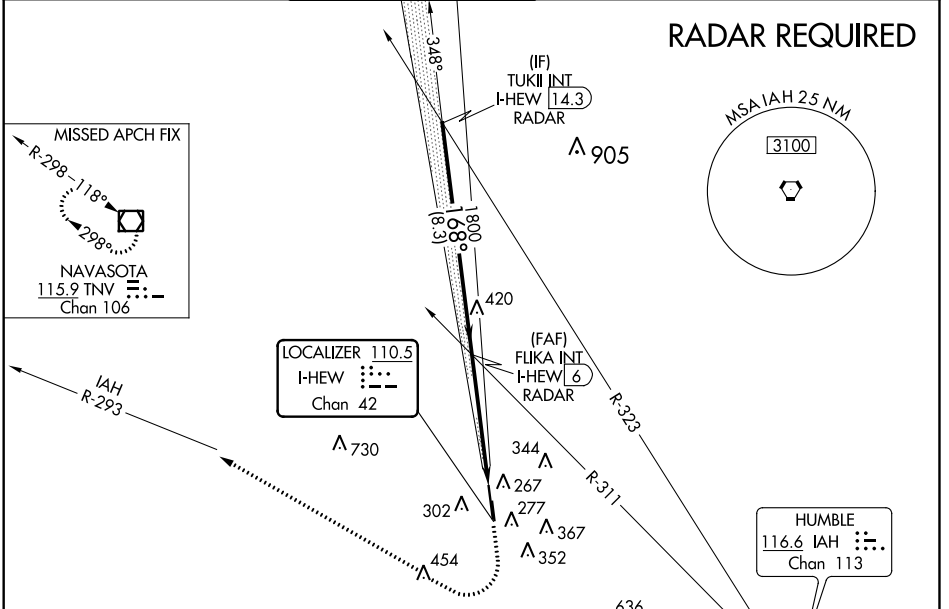 RADAR REQUIRED
348°
(IF)
TUKII INT
I-HEW 14.3
RADAR
905
MSA IAH 25 NM
3100
MISSED APCH FIX
R-298
118°
298°
NAVASOTA
115.9 TNV
Chan 106
1800
168°
(8.3)
420
(FAF)
FLIKA INT
I-HEW 6
RADAR
LOCALIZER 110.5
I-HEW
Chan 42
IAH
R-293
R-323
R-311
730
344
267
302
277
367
352
454
HUMBLE
116.6 IAH
Chan 113
636